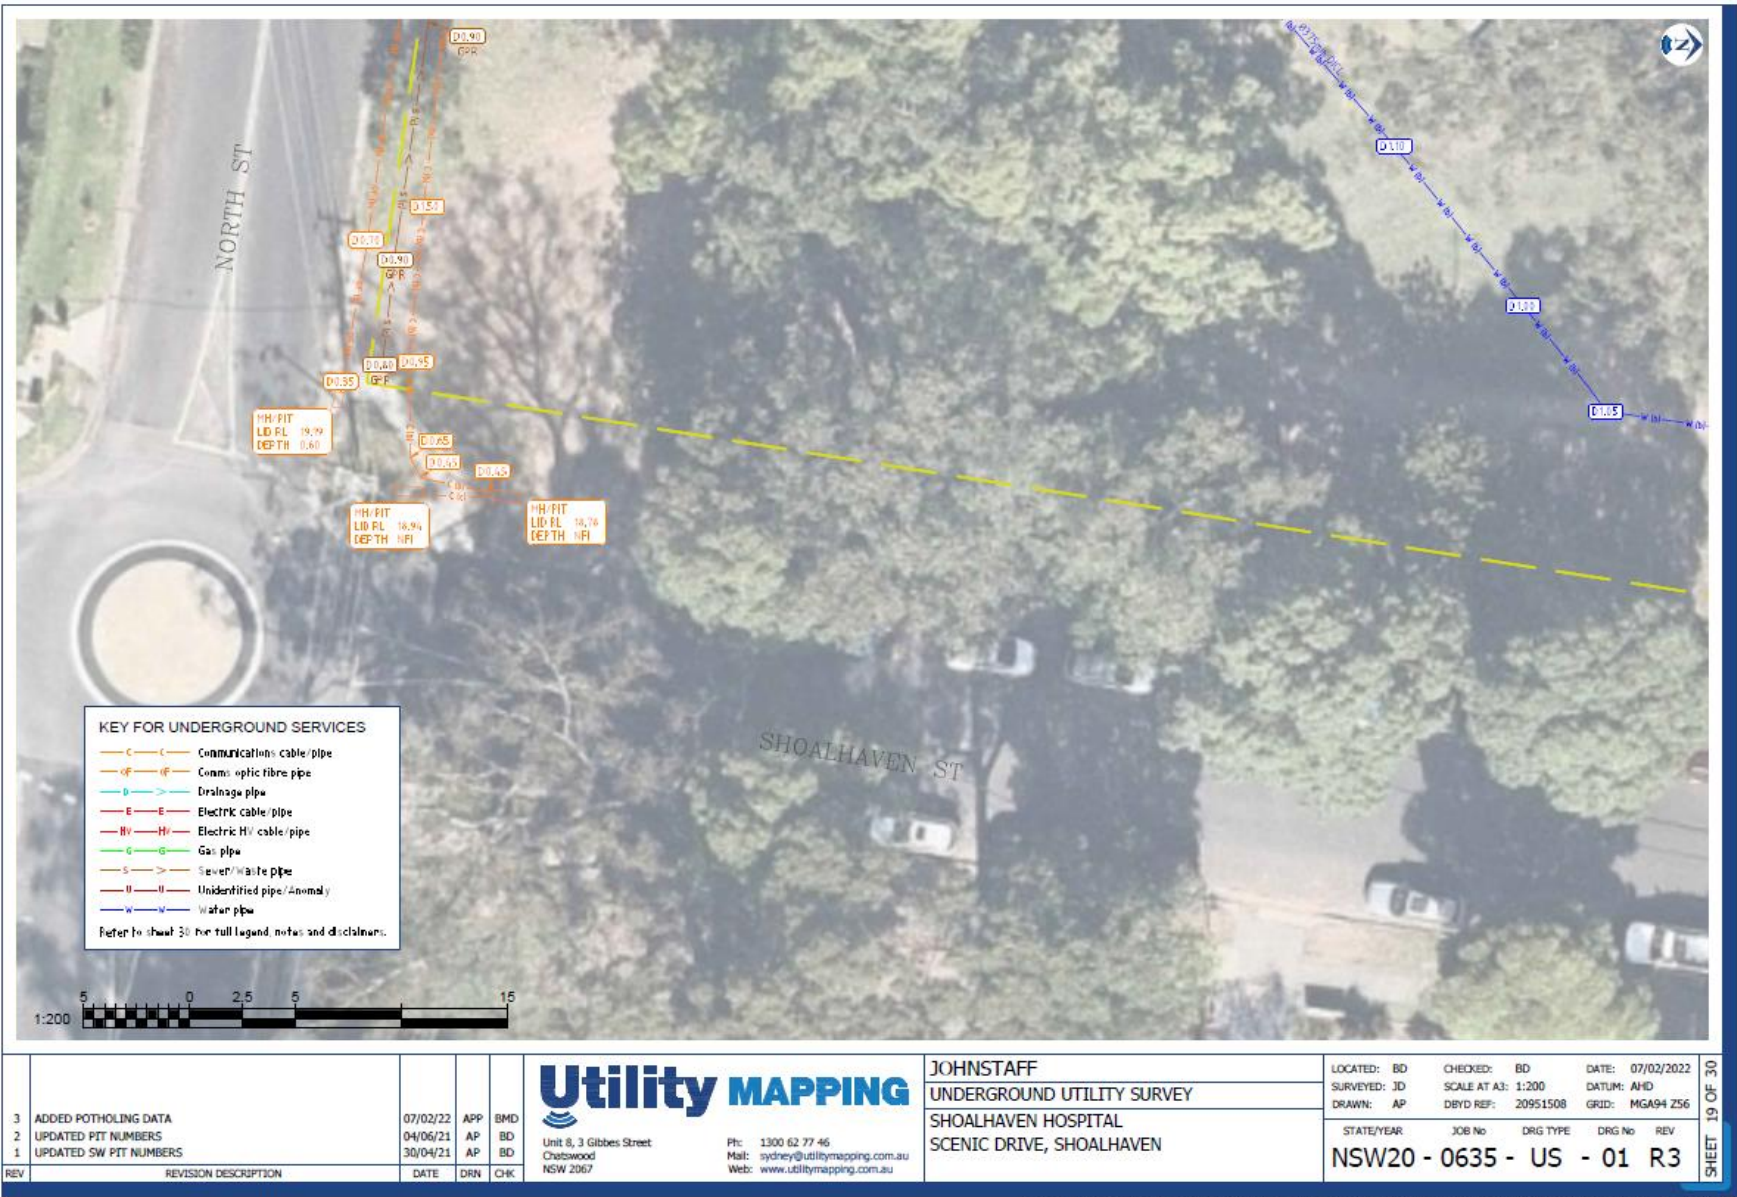 D0.90
GPR
Ø375mm DICL
N
W (b)
D1.10
NORTH ST
D1.50
D0.70
D0.90
GPR
D1.00
D0.80
GPR
D0.95
D0.95
D1.05
MH/PIT
LID RL 19.99
DEPTH 0.60
D0.65
D0.45
D0.45
C (c)
MH/PIT
LID RL 18.94
DEPTH NFI
MH/PIT
LID RL 18.78
DEPTH NFI
SHOALHAVEN ST
KEY FOR UNDERGROUND SERVICES
C C Communications cable/pipe
OF OF Comms optic fibre pipe
D > Drainage pipe
E E Electric cable/pipe
HV HV Electric HV cable/pipe
G G Gas pipe
S > Sewer/Waste pipe
U U Unidentified pipe/Anomaly
W W Water pipe
Refer to sheet 30 for full legend, notes and disclaimers.
5 0 2.5 5 15
1:200
3 ADDED POTHOLING DATA 07/02/22 APP BMD
2 UPDATED PIT NUMBERS 04/06/21 AP BD
1 UPDATED SW PIT NUMBERS 30/04/21 AP BD
REV REVISION DESCRIPTION DATE DRN CHK
Utility MAPPING
Unit 8, 3 Gibbes Street
Chatswood
NSW 2067
Ph: 1300 62 77 46
Mail: sydney@utilitymapping.com.au
Web: www.utilitymapping.com.au
JOHNSTAFF
UNDERGROUND UTILITY SURVEY
SHOALHAVEN HOSPITAL
SCENIC DRIVE, SHOALHAVEN
LOCATED: BD CHECKED: BD DATE: 07/02/2022
SURVEYED: JD SCALE AT A3: 1:200 DATUM: AHD
DRAWN: AP DBYD REF: 20951508 GRID: MGA94 Z56
STATE/YEAR JOB No DRG TYPE DRG No REV
NSW20 - 0635 - US - 01 R3
SHEET 19 OF 30